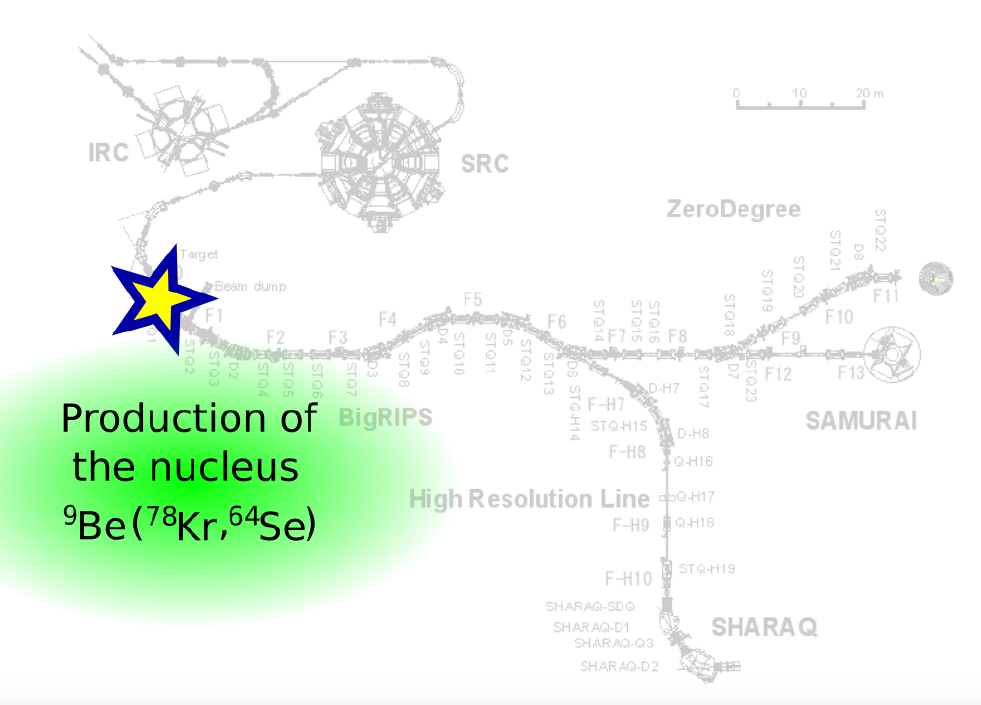 IRC
SRC
0 10 20 m
ZeroDegree
Target
Beam dump
F1
F2
F3
F4
F5
F6
F7
F8
F9
F10
F11
F12
F13
STQ2
STQ3
D2
STQ4
STQ5
STQ6
STQ7
D3
STQ8
STQ9
D4
STQ10
STQ11
D5
STQ12
STQ13
D6
STQ-H14
STQ14
STQ15
STQ16
STQ17
STQ18
D7
STQ23
STQ19
STQ20
STQ21
D8
STQ22
BigRIPS
SAMURAI
F-H7
D-H7
STQ-H15
D-H8
F-H8
Q-H16
High Resolution Line
Q-H17
F-H9
Q-H18
F-H10
STQ-H19
SHARAQ-SDQ
SHARAQ-D1
SHARAQ-Q3
SHARAQ-D2
SHARAQ
Production of
the nucleus
⁹Be(⁷⁸Kr,⁶⁴Se)